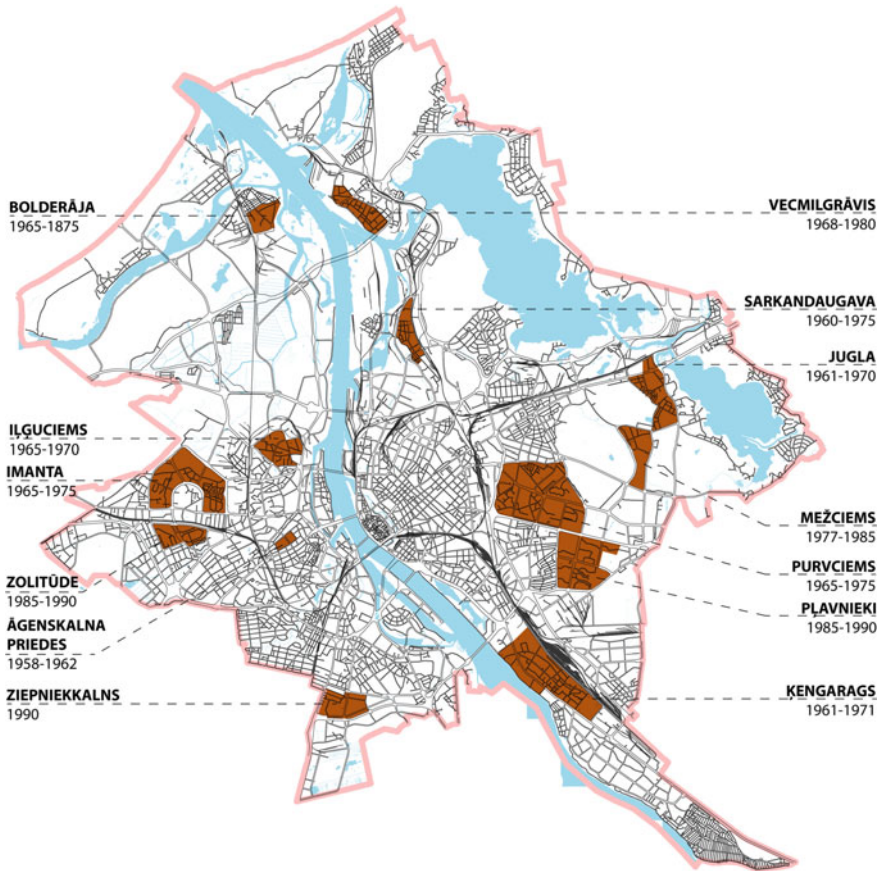 BOLDERĀJA
1965-1875
IĻĢUCIEMS
1965-1970
IMANTA
1965-1975
ZOLITŪDE
1985-1990
ĀGENSKALNA
PRIEDES
1958-1962
ZIEPNIEKKALNS
1990
VECMILGRĀVIS
1968-1980
SARKANDAUGAVA
1960-1975
JUGLA
1961-1970
MEŽCIEMS
1977-1985
PURVCIEMS
1965-1975
PĻAVNIEKI
1985-1990
ĶENGARAGS
1961-1971